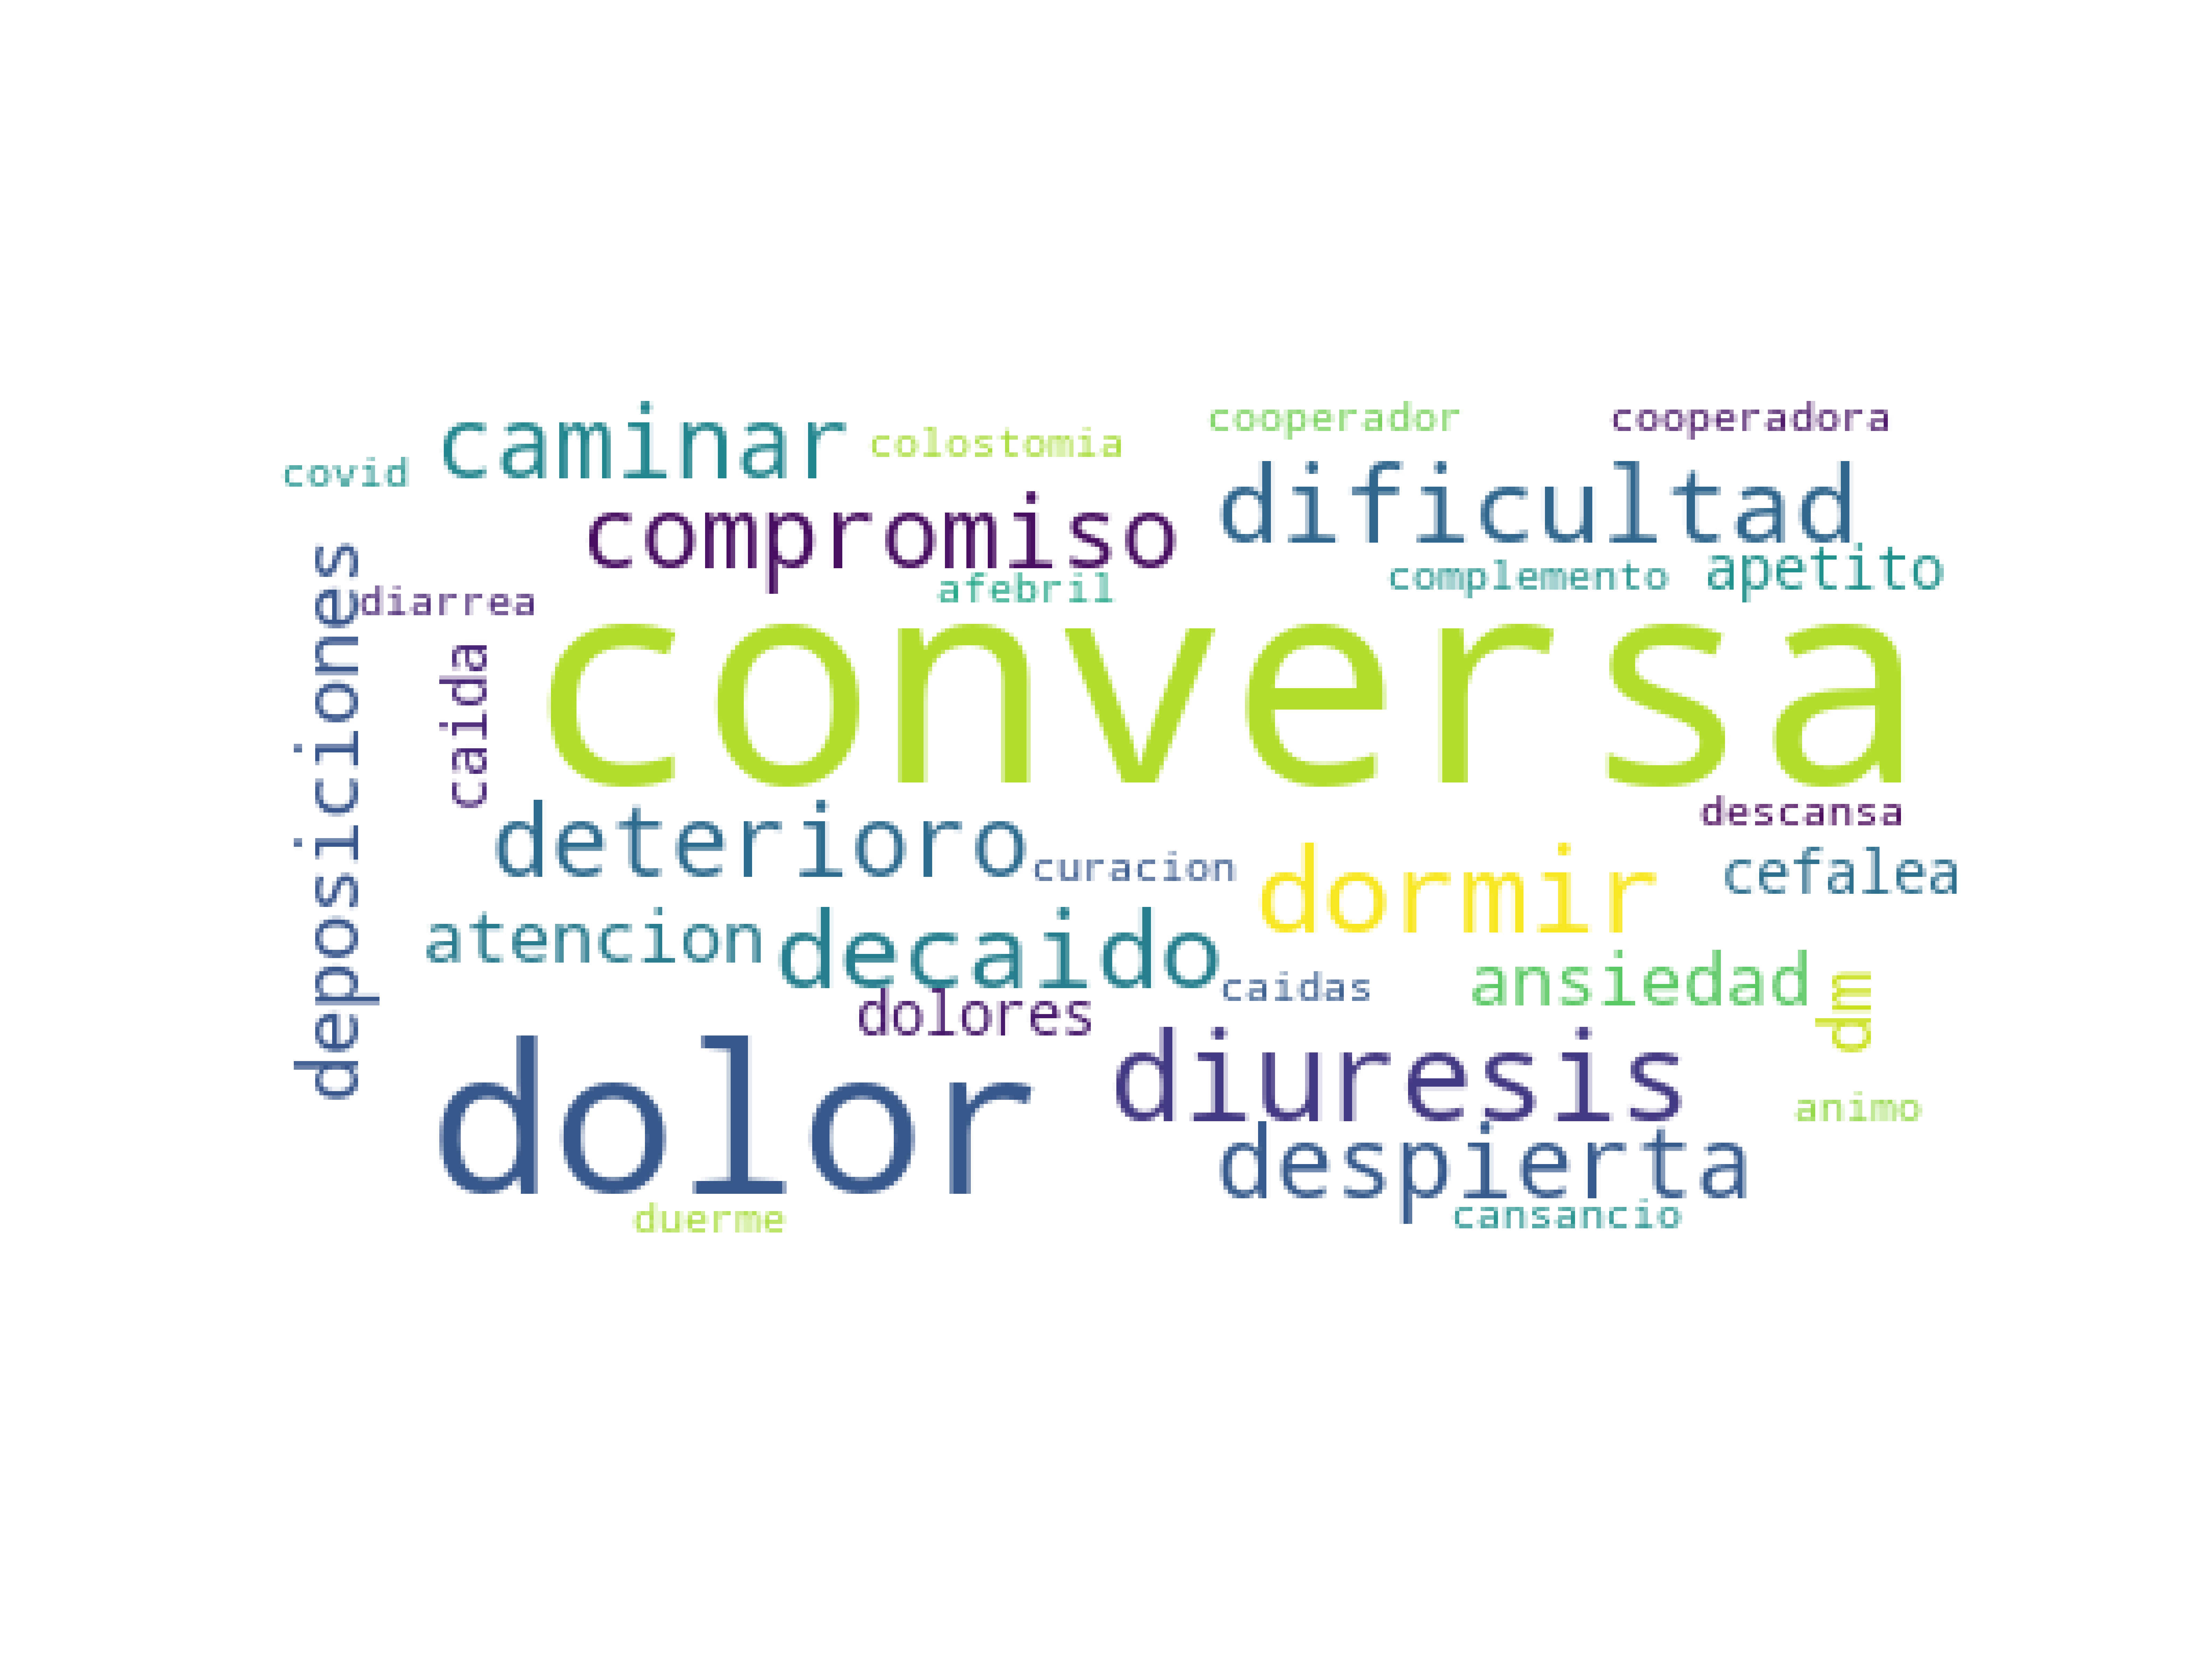 cooperador
cooperadora
caminar
colostomia
covid
dificultad
compromiso
apetito
complemento
afebril
diarrea
deposiciones
caida
conversa
descansa
deterioro
curacion
dormir
cefalea
atencion
decaido
caidas
ansiedad
dm
dolores
dolor
diuresis
animo
despierta
duerme
cansancio